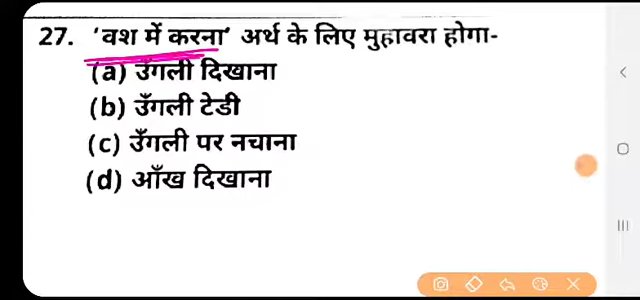 27. 'वश में करना' अर्थ के लिए मुहावरा होगा-
(a) उँगली दिखाना
(b) उँगली टेडी
(c) उँगली पर नचाना
(d) आँख दिखाना